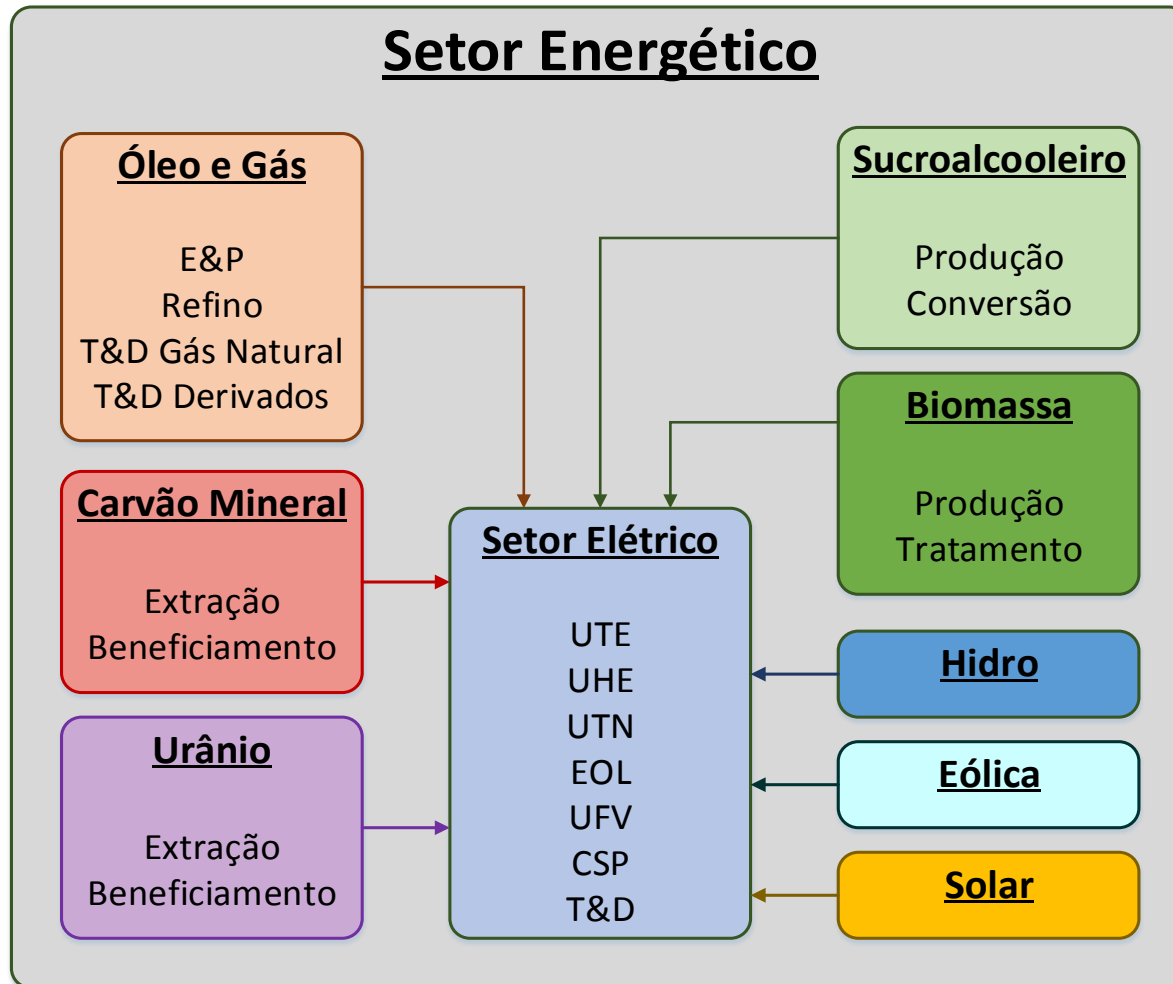 Setor Energético
Óleo e Gás
E&P
Refino
T&D Gás Natural
T&D Derivados
Carvão Mineral
Extração
Beneficiamento
Urânio
Extração
Beneficiamento
Setor Elétrico
UTE
UHE
UTN
EOL
UFV
CSP
T&D
Sucroalcooleiro
Produção
Conversão
Biomassa
Produção
Tratamento
Hidro
Eólica
Solar